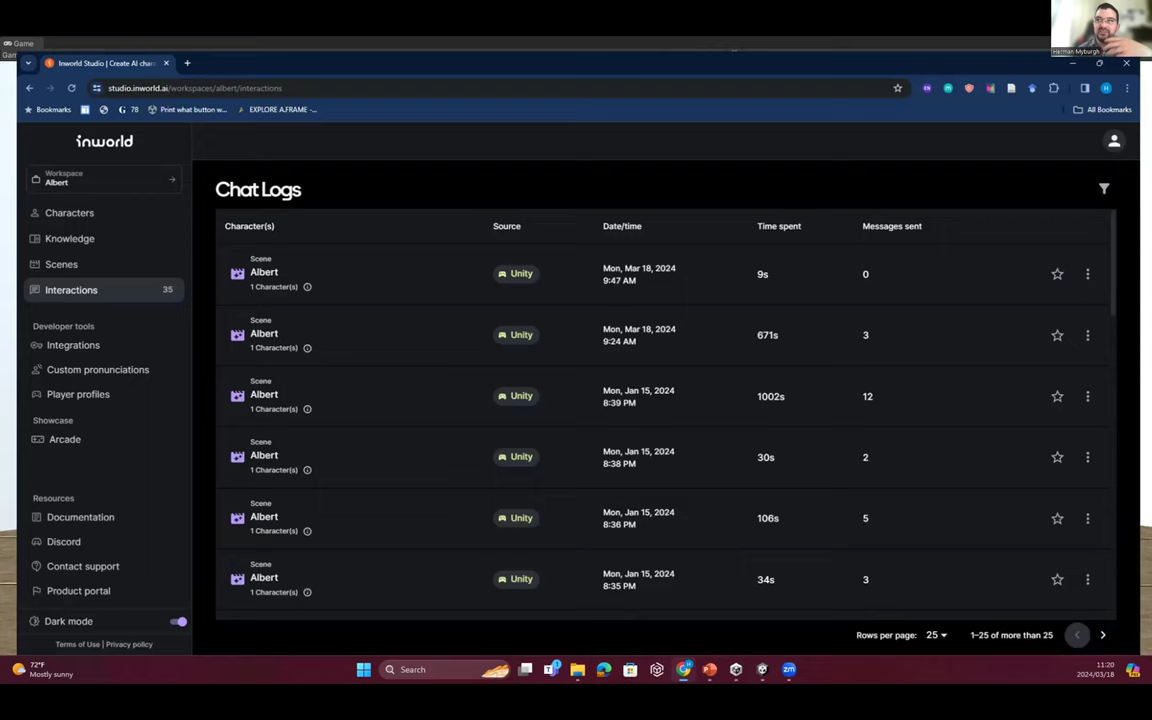 Game
Gam
Inworld Studio | Create AI char
studio.inworld.ai/workspaces/albert/interactions
Bookmarks
G 78
Print what button w...
EXPLORE A.FRAME -...
All Bookmarks
Herman Myburgh
inworld
Workspace
Albert
Characters
Knowledge
Scenes
Interactions 35
Developer tools
Integrations
Custom pronunciations
Player profiles
Showcase
Arcade
Resources
Documentation
Discord
Contact support
Product portal
Dark mode
Terms of Use | Privacy policy
Chat Logs
Character(s) Source Date/time Time spent Messages sent
Scene
Albert
1 Character(s)
Unity
Mon, Mar 18, 2024
9:47 AM
9s
0
Scene
Albert
1 Character(s)
Unity
Mon, Mar 18, 2024
9:24 AM
671s
3
Scene
Albert
1 Character(s)
Unity
Mon, Jan 15, 2024
8:39 PM
1002s
12
Scene
Albert
1 Character(s)
Unity
Mon, Jan 15, 2024
8:38 PM
30s
2
Scene
Albert
1 Character(s)
Unity
Mon, Jan 15, 2024
8:36 PM
106s
5
Scene
Albert
1 Character(s)
Unity
Mon, Jan 15, 2024
8:35 PM
34s
3
Rows per page: 25 1–25 of more than 25
72°F
Mostly sunny
Search
11:20
2024/03/18